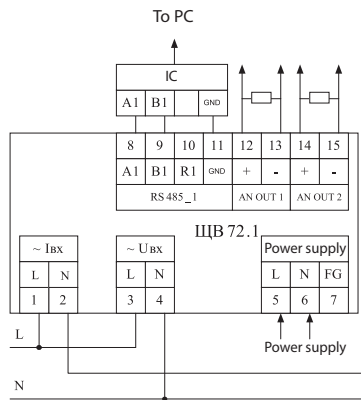 To PC
IC
A1 B1 GND
8 9 10 11 12 13 14 15
A1 B1 R1 GND + - + -
RS 485_1 AN OUT 1 AN OUT 2
ЩВ 72.1
~ Iвх ~ Uвх Power supply
L N L N L N FG
1 2 3 4 5 6 7
L
Power supply
N